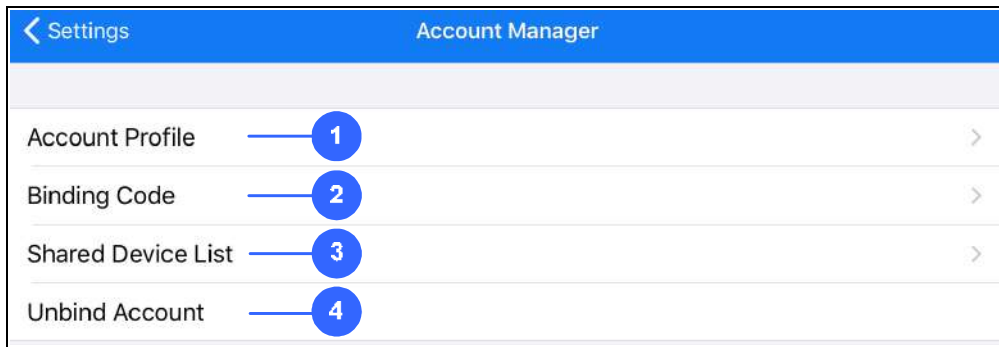 Settings Account Manager
Account Profile 1
Binding Code 2
Shared Device List 3
Unbind Account 4